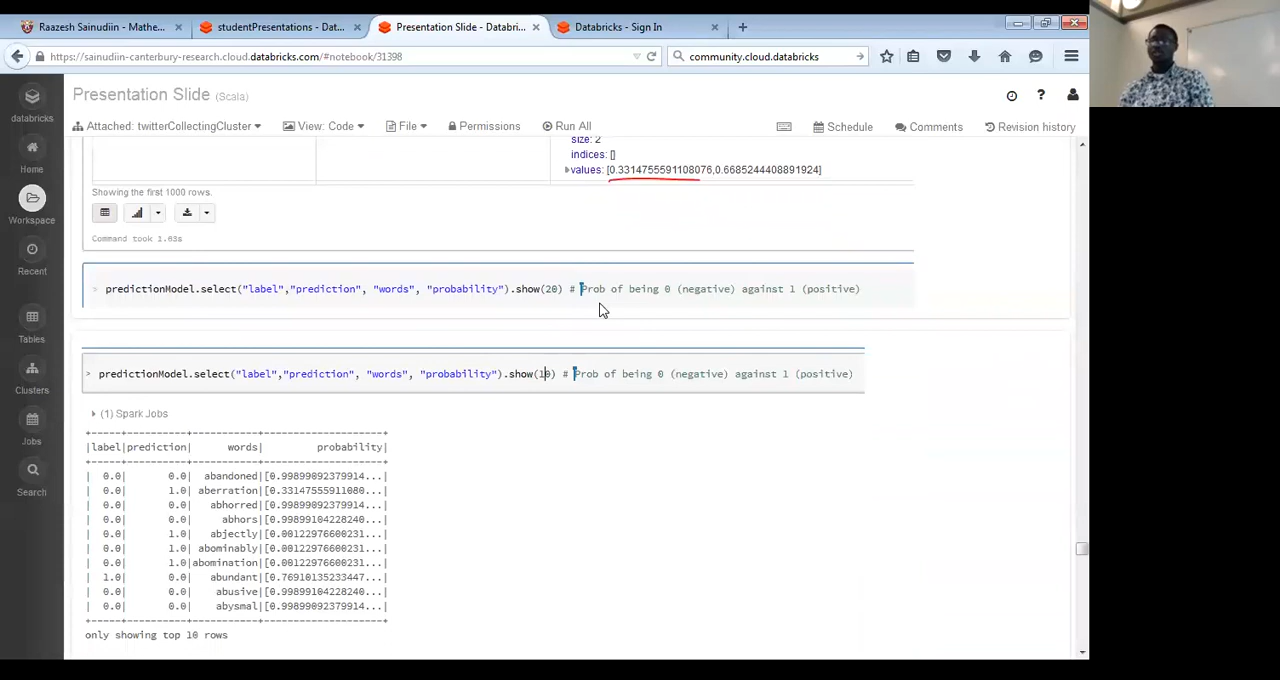 Raazesh Sainudiin - Mathe... ×
studentPresentations - Dat... ×
Presentation Slide - Databri... ×
Databricks - Sign In ×
https://sainudiin-canterbury-research.cloud.databricks.com/#notebook/31398
community.cloud.databricks
databricks
Home
Workspace
Recent
Tables
Clusters
Jobs
Search
Presentation Slide (Scala)
Attached: twitterCollectingCluster
View: Code
File
Permissions
Run All
Schedule
Comments
Revision history
size: 2
indices: []
values: [0.3314755591108076,0.6685244408891924]
Showing the first 1000 rows.
Command took 1.03s
> predictionModel.select("label","prediction", "words", "probability").show(20) # Prob of being 0 (negative) against 1 (positive)
> predictionModel.select("label","prediction", "words", "probability").show(10) # Prob of being 0 (negative) against 1 (positive)
(1) Spark Jobs
+-----+----------+-----------+--------------------+
|label|prediction|      words|         probability|
+-----+----------+-----------+--------------------+
|  0.0|       0.0|  abandoned|[0.99899092379914...|
|  0.0|       1.0| aberration|[0.33147555911080...|
|  0.0|       0.0|   abhorred|[0.99899092379914...|
|  0.0|       0.0|     abhors|[0.99899104228240...|
|  0.0|       1.0|   abjectly|[0.00122976600231...|
|  0.0|       1.0| abominably|[0.00122976600231...|
|  0.0|       1.0|abomination|[0.00122976600231...|
|  1.0|       0.0|   abundant|[0.76910135233447...|
|  0.0|       0.0|    abusive|[0.99899104228240...|
|  0.0|       0.0|    abysmal|[0.99899092379914...|
+-----+----------+-----------+--------------------+
only showing top 10 rows